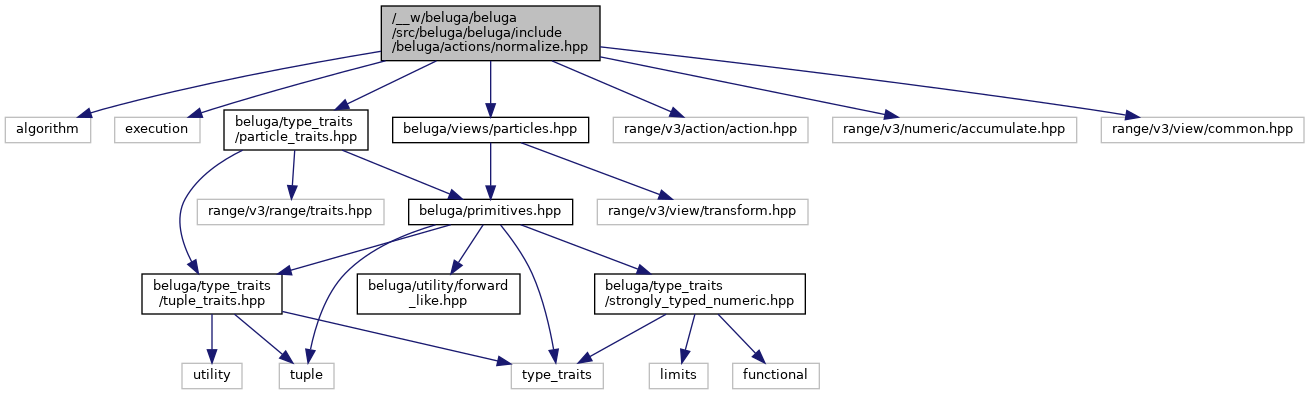 /__w/beluga/beluga
/src/beluga/beluga/include
/beluga/actions/normalize.hpp
algorithm
execution
beluga/type_traits
/particle_traits.hpp
beluga/views/particles.hpp
range/v3/action/action.hpp
range/v3/numeric/accumulate.hpp
range/v3/view/common.hpp
range/v3/range/traits.hpp
beluga/primitives.hpp
range/v3/view/transform.hpp
beluga/type_traits
/tuple_traits.hpp
beluga/utility/forward
_like.hpp
beluga/type_traits
/strongly_typed_numeric.hpp
utility
tuple
type_traits
limits
functional